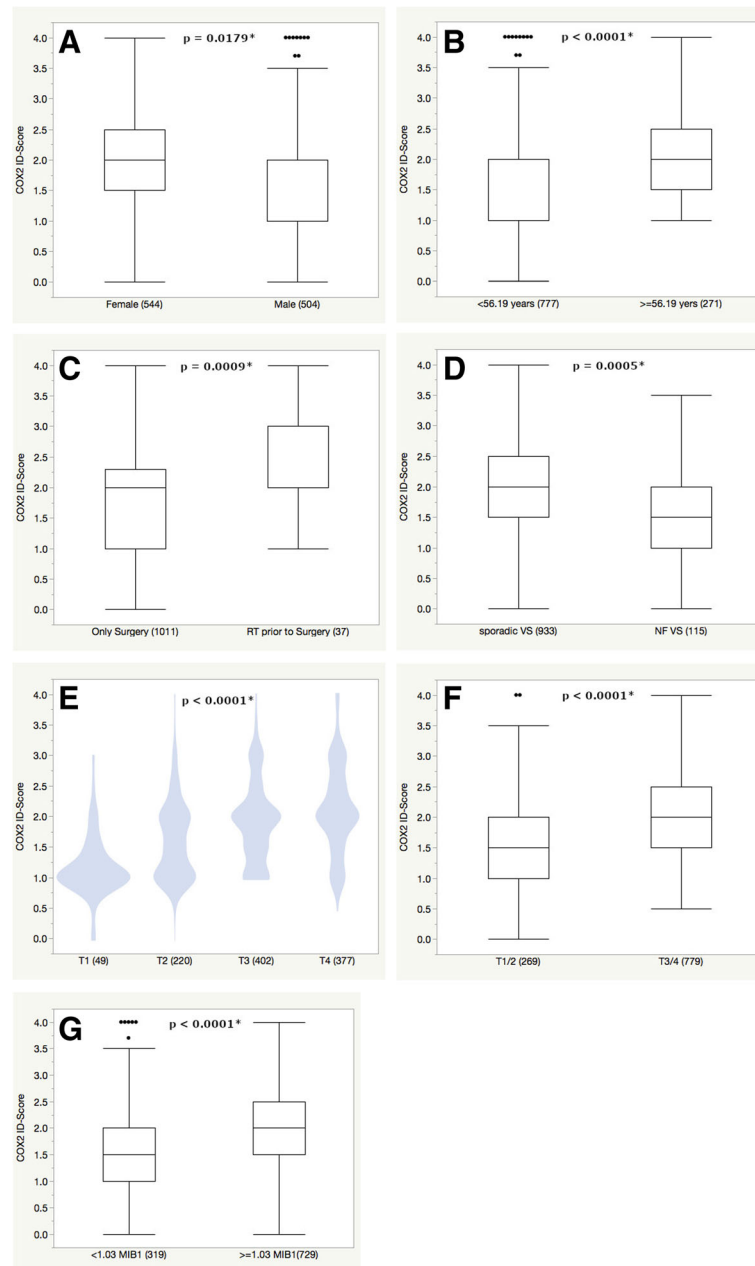 A
p = 0.0179*
COX2 ID-Score
4.0
3.5
3.0
2.5
2.0
1.5
1.0
0.5
0.0
Female (544)
Male (504)
B
p < 0.0001*
COX2 ID-Score
4.0
3.5
3.0
2.5
2.0
1.5
1.0
0.5
0.0
<56.19 years (777)
>=56.19 yers (271)
C
p = 0.0009*
COX2 ID-Score
4.0
3.5
3.0
2.5
2.0
1.5
1.0
0.5
0.0
Only Surgery (1011)
RT prior to Surgery (37)
D
p = 0.0005*
COX2 ID-Score
4.0
3.5
3.0
2.5
2.0
1.5
1.0
0.5
0.0
sporadic VS (933)
NF VS (115)
E
p < 0.0001*
COX2 ID-Score
4.0
3.5
3.0
2.5
2.0
1.5
1.0
0.5
0.0
T1 (49)
T2 (220)
T3 (402)
T4 (377)
F
p < 0.0001*
COX2 ID-Score
4.0
3.5
3.0
2.5
2.0
1.5
1.0
0.5
0.0
T1/2 (269)
T3/4 (779)
G
p < 0.0001*
COX2 ID-Score
4.0
3.5
3.0
2.5
2.0
1.5
1.0
0.5
0.0
<1.03 MIB1 (319)
>=1.03 MIB1(729)